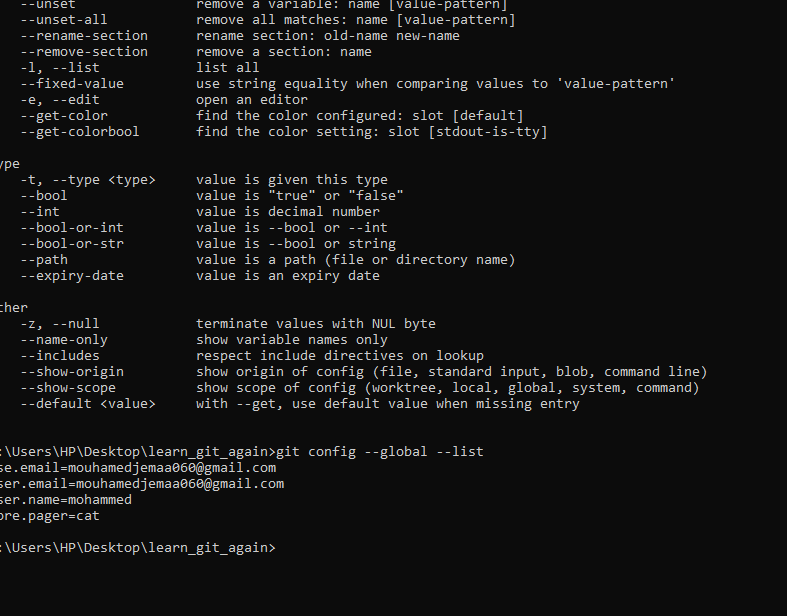 --unset remove a variable: name [value-pattern]
--unset-all remove all matches: name [value-pattern]
--rename-section rename section: old-name new-name
--remove-section remove a section: name
-l, --list list all
--fixed-value use string equality when comparing values to 'value-pattern'
-e, --edit open an editor
--get-color find the color configured: slot [default]
--get-colorbool find the color setting: slot [stdout-is-tty]
ype
-t, --type <type> value is given this type
--bool value is "true" or "false"
--int value is decimal number
--bool-or-int value is --bool or --int
--bool-or-str value is --bool or string
--path value is a path (file or directory name)
--expiry-date value is an expiry date
ther
-z, --null terminate values with NUL byte
--name-only show variable names only
--includes respect include directives on lookup
--show-origin show origin of config (file, standard input, blob, command line)
--show-scope show scope of config (worktree, local, global, system, command)
--default <value> with --get, use default value when missing entry
:\Users\HP\Desktop\learn_git_again>git config --global --list
se.email=mouhamedjemaa060@gmail.com
ser.email=mouhamedjemaa060@gmail.com
ser.name=mohammed
ore.pager=cat
:\Users\HP\Desktop\learn_git_again>